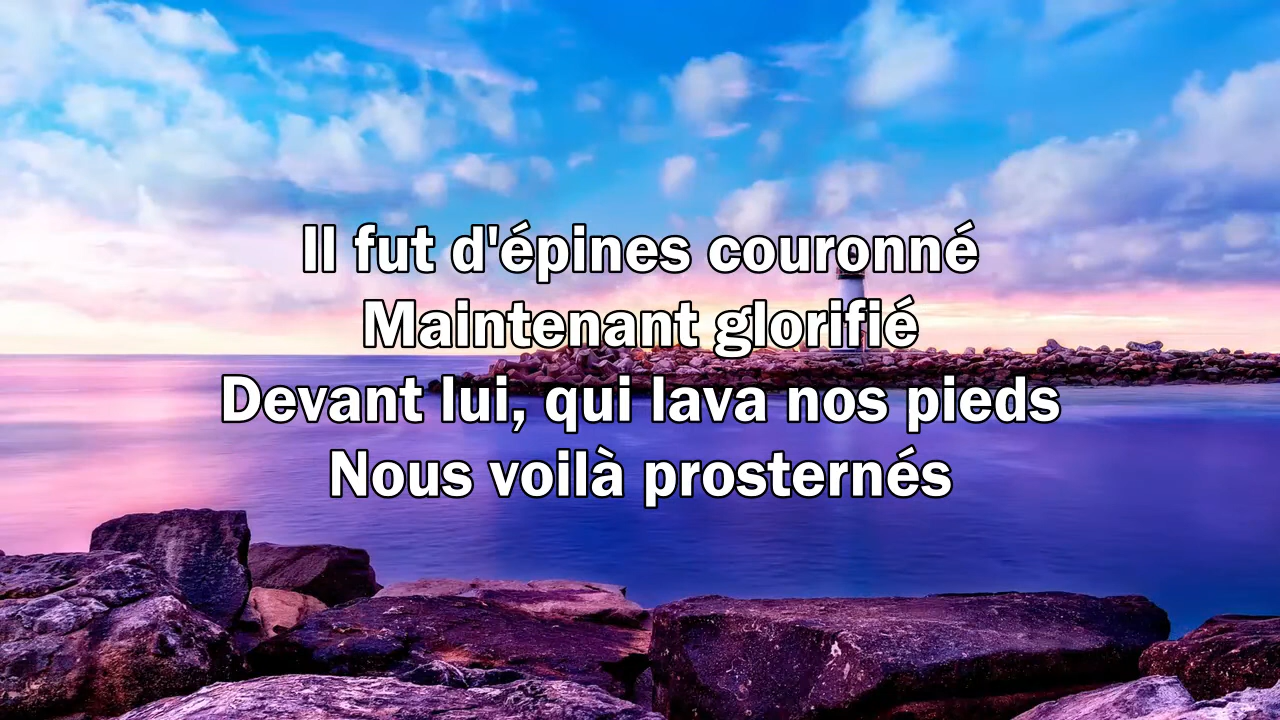 Il fut d'épines couronné
Maintenant glorifié
Devant lui, qui lava nos pieds
Nous voilà prosternés